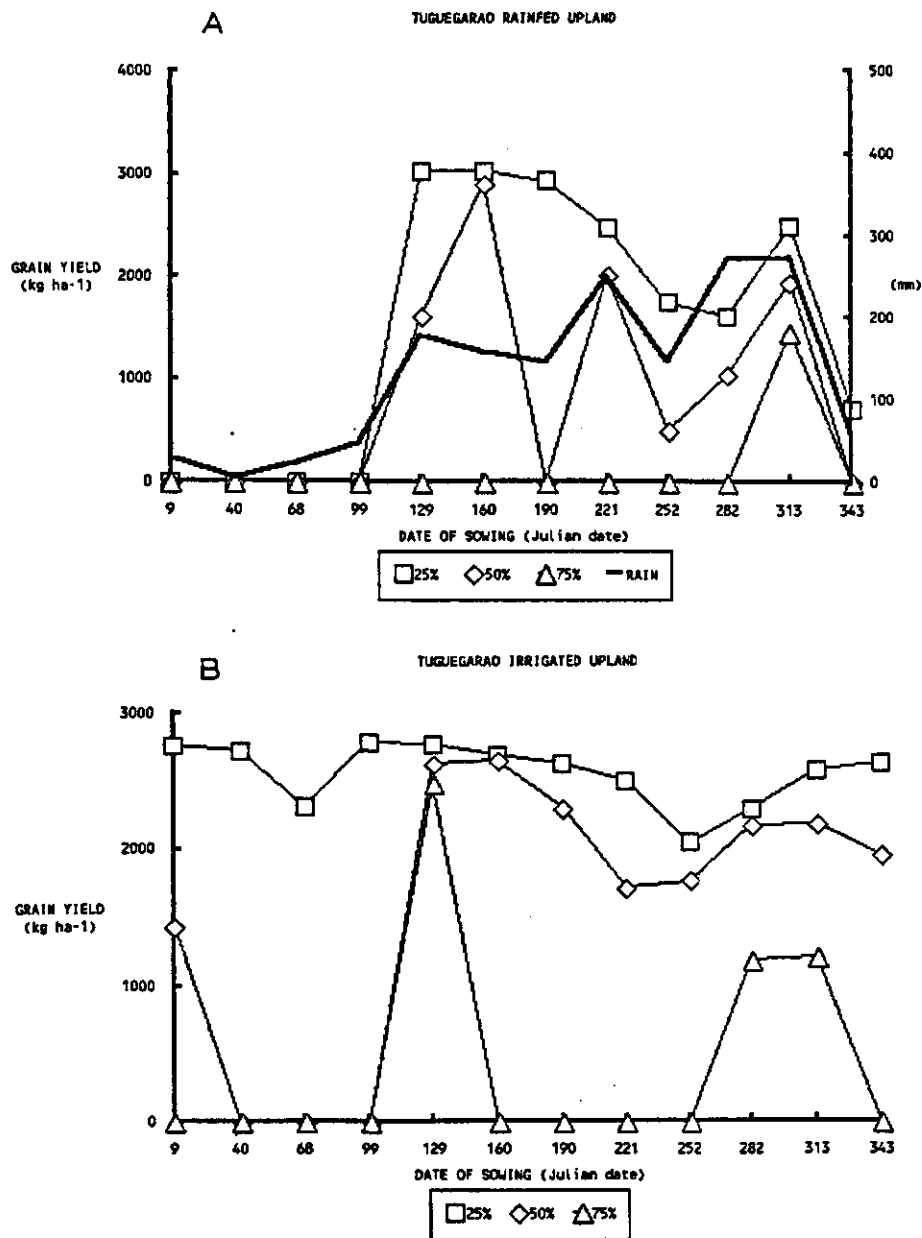 A
TUGUEGARAO RAINFED UPLAND
4000
3000
2000
1000
0
GRAIN YIELD
(kg ha-1)
500
400
300
200
100
0
(mm)
9 40 68 99 129 160 190 221 252 282 313 343
DATE OF SOWING (Julian date)
25% 50% 75% RAIN
B
TUGUEGARAO IRRIGATED UPLAND
3000
2000
1000
0
GRAIN YIELD
(kg ha-1)
9 40 68 99 129 160 190 221 252 282 313 343
DATE OF SOWING (Julian date)
25% 50% 75%